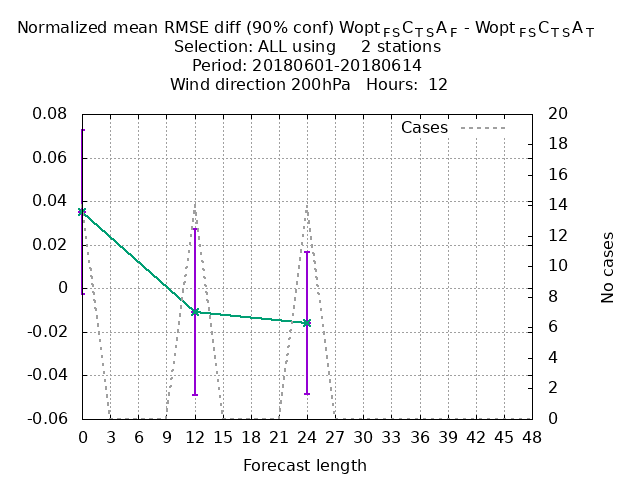 Normalized mean RMSE diff (90% conf) Wopt FS C T S A F - Wopt FS C T S A T
Selection: ALL using 2 stations
Period: 20180601-20180614
Wind direction 200hPa Hours: 12
Cases
0.08
0.06
0.04
0.02
0
-0.02
-0.04
-0.06
20
18
16
14
12
10
8
6
4
2
0
No cases
0 3 6 9 12 15 18 21 24 27 30 33 36 39 42 45 48
Forecast length